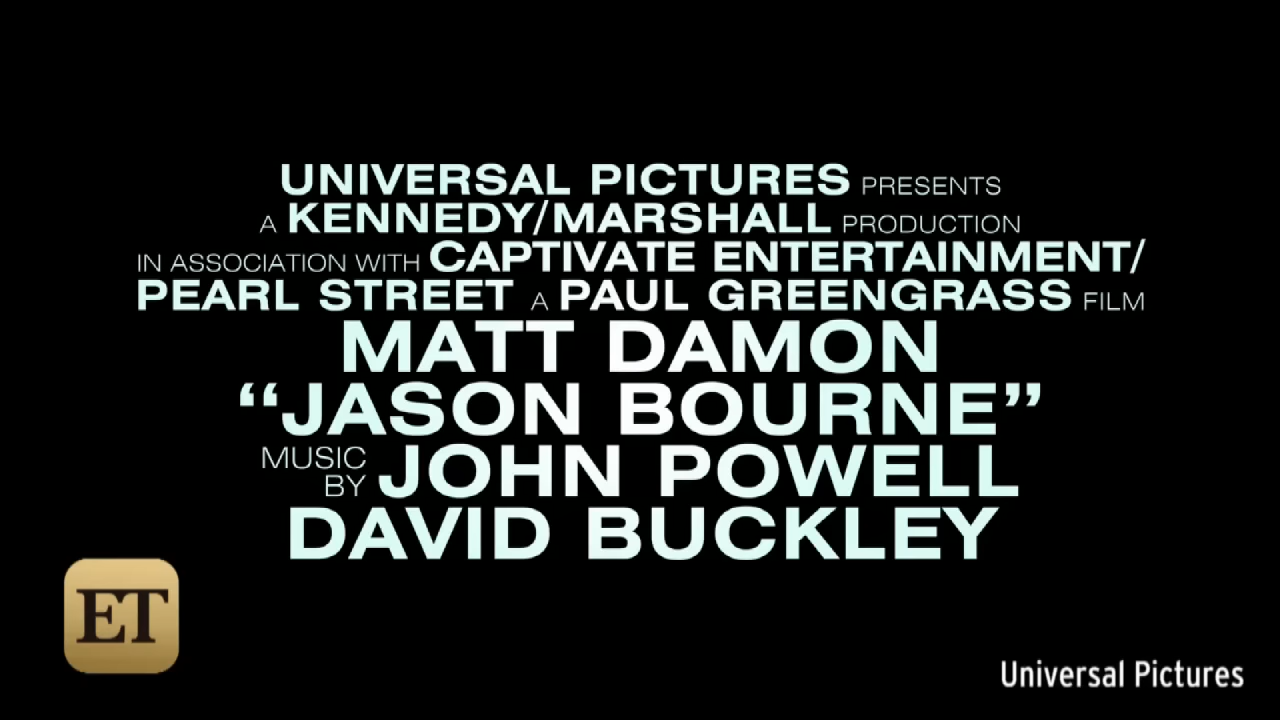 UNIVERSAL PICTURES PRESENTS
A KENNEDY/MARSHALL PRODUCTION
IN ASSOCIATION WITH CAPTIVATE ENTERTAINMENT/
PEARL STREET A PAUL GREENGRASS FILM
MATT DAMON
“JASON BOURNE”
MUSIC BY JOHN POWELL
DAVID BUCKLEY
ET
Universal Pictures